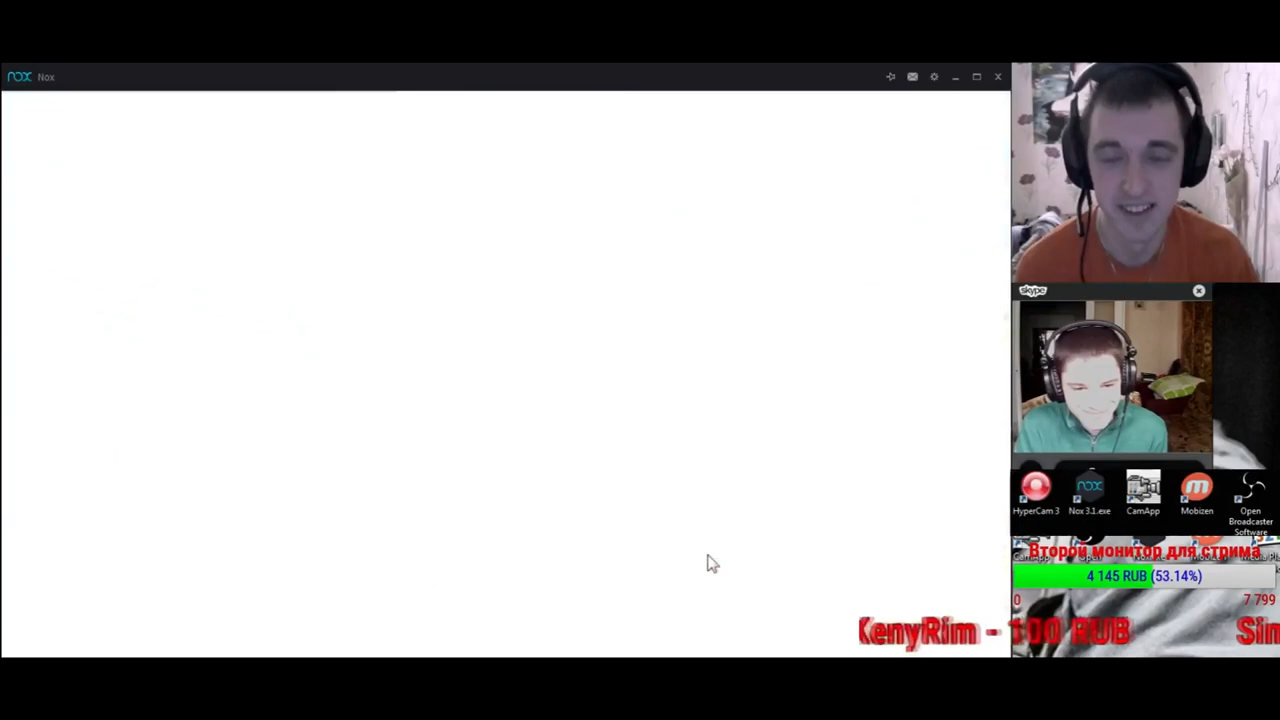 nox Nox
skype
HyperCam 3
Nox 3.1.exe
CamApp
Mobizen
Open
Broadcaster
Software
Второй монитор для стрима
4 145 RUB (53.14%)
0
7 799
KenyRim - 100 RUB
Sin